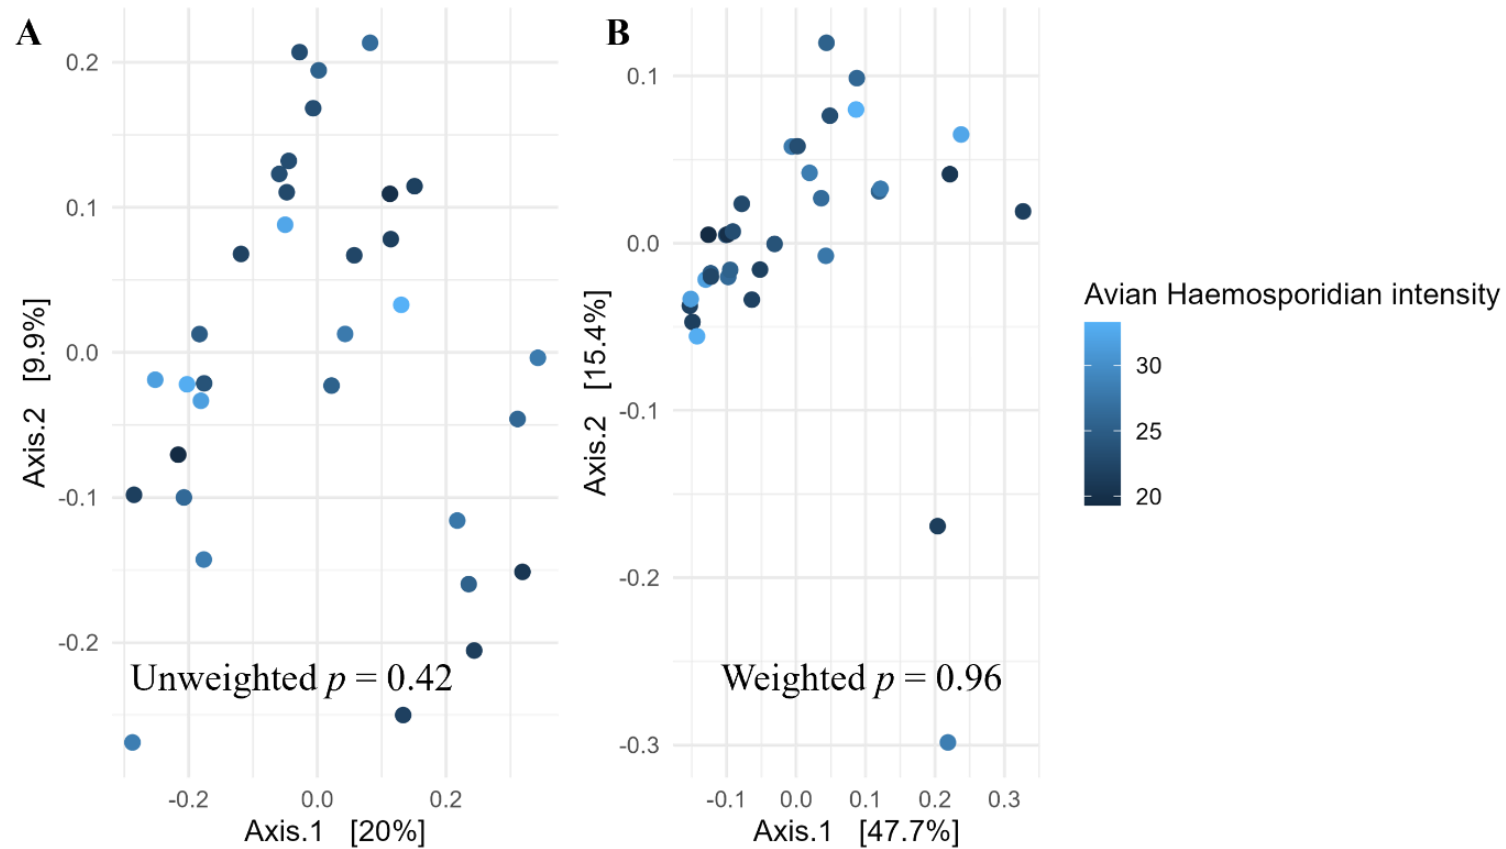 A
B
0.2
0.1
0.0
-0.1
-0.2
Axis.2 [9.9%]
Unweighted p = 0.42
-0.2
0.0
0.2
Axis.1 [20%]
0.1
0.0
-0.1
-0.2
-0.3
Axis.2 [15.4%]
Weighted p = 0.96
-0.1
0.0
0.1
0.2
0.3
Axis.1 [47.7%]
Avian Haemosporidian intensity
30
25
20